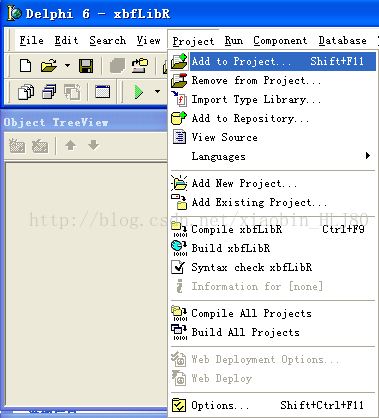 Delphi 6 - xbfLibR
File Edit Search View Project Run Component Database
Add to Project... Shift+F11
Remove from Project...
Import Type Library...
Add to Repository...
View Source
Languages
Object TreeView
Add New Project...
Add Existing Project...
http://blog.csdn.net/xiaobin_HLJ80
Compile xbfLibR Ctrl+F9
Build xbfLibR
Syntax check xbfLibR
Information for [none]
Compile All Projects
Build All Projects
Web Deployment Options...
Web Deploy
Options... Shift+Ctrl+F11